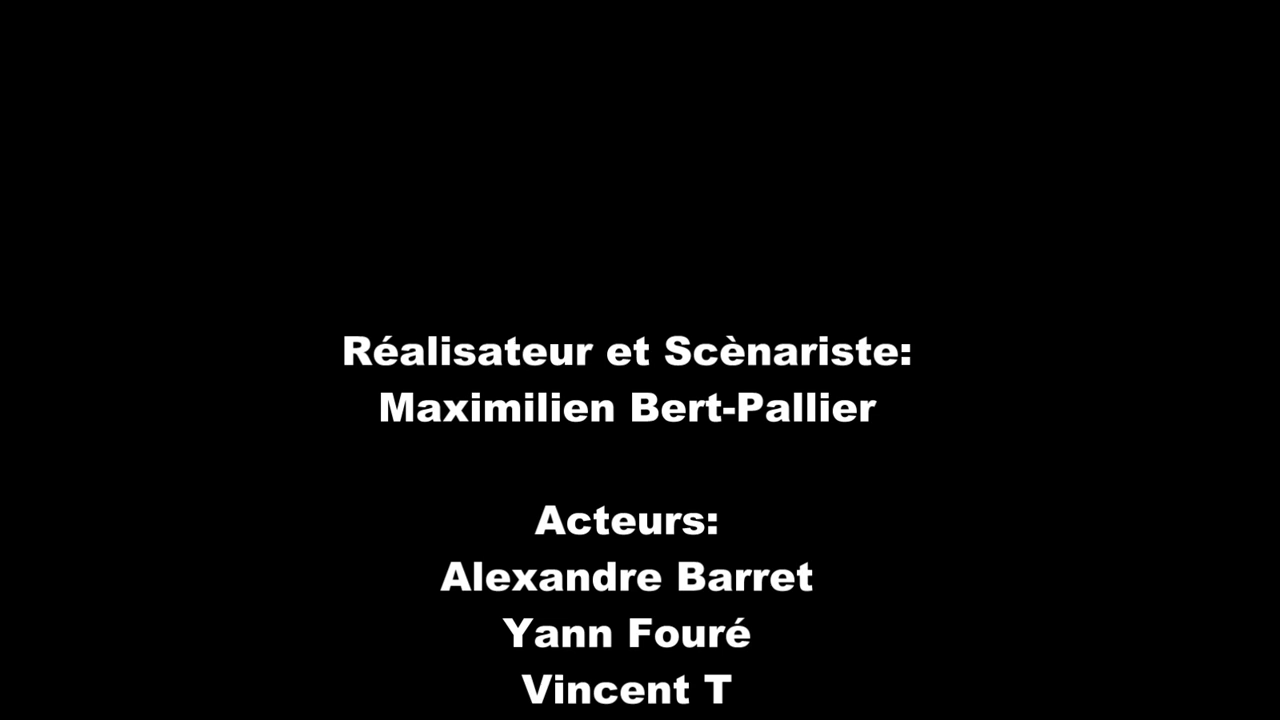 Réalisateur et Scènariste:
Maximilien Bert-Pallier
Acteurs:
Alexandre Barret
Yann Fouré
Vincent T